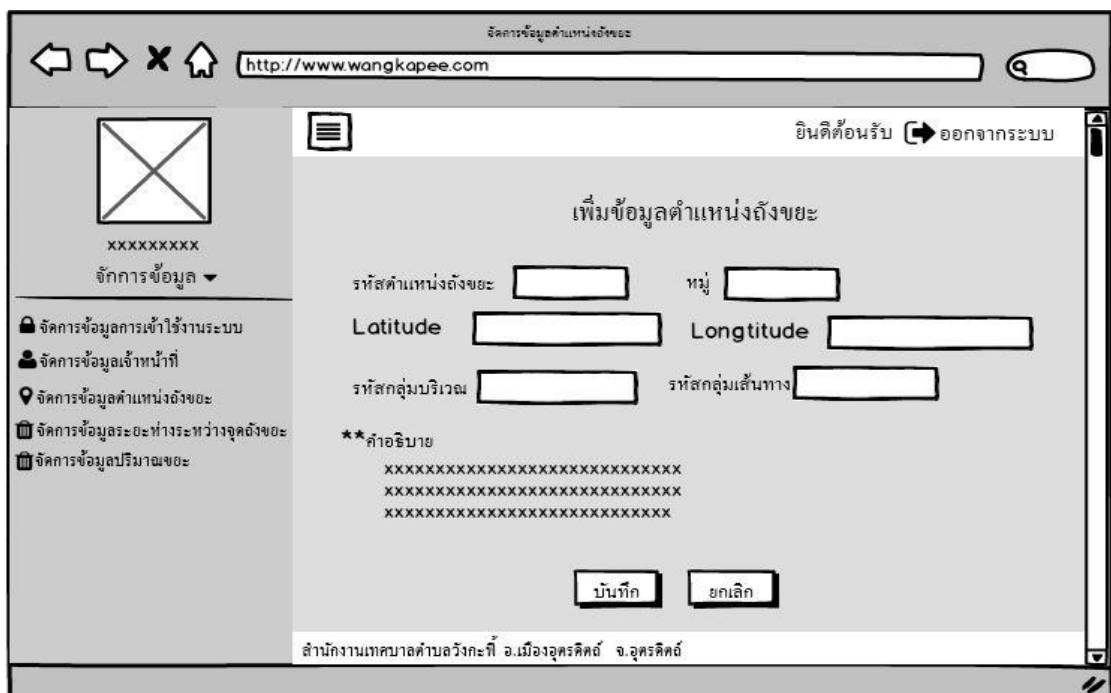 จัดการข้อมูลตำแหน่งถังขยะ
http://www.wangkapee.com
ยินดีต้อนรับ ออกจากระบบ
xxxxxxxxx
จักการข้อมูล
จัดการข้อมูลการเข้าใช้งานระบบ
จัดการข้อมูลเจ้าหน้าที่
จัดการข้อมูลตำแหน่งถังขยะ
จัดการข้อมูลระยะห่างระหว่างจุดถังขยะ
จัดการข้อมูลปริมาณขยะ
เพิ่มข้อมูลตำแหน่งถังขยะ
รหัสตำแหน่งถังขยะ หมู่
Latitude Longtitude
รหัสกลุ่มบริเวณ รหัสกลุ่มเส้นทาง
**คำอธิบาย
xxxxxxxxxxxxxxxxxxxxxxxxxxxxx
xxxxxxxxxxxxxxxxxxxxxxxxxxxxx
xxxxxxxxxxxxxxxxxxxxxxxxxxxx
บันทึก ยกเลิก
สำนักงานเทศบาลตำบลวังกะพี้ อ.เมืองอุตรดิตถ์ จ.อุตรดิตถ์